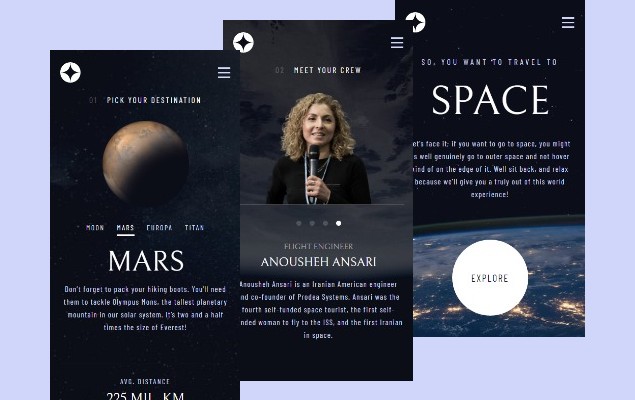 01 PICK YOUR DESTINATION
MOON MARS EUROPA TITAN
MARS
Don't forget to pack your hiking boots. You'll need
them to tackle Olympus Mons, the tallest planetary
mountain in our solar system. It's two and a half
times the size of Everest!
AVG. DISTANCE
225 MIL. KM
02 MEET YOUR CREW
FLIGHT ENGINEER
ANOUSHEH ANSARI
Anousheh Ansari is an Iranian American engineer
nd co-founder of Prodea Systems. Ansari was the
fourth self-funded space tourist, the first self-
nded woman to fly to the ISS, and the first Iranian
in space.
SO, YOU WANT TO TRAVEL TO
SPACE
et's face it; if you want to go to space, you might
s well genuinely go to outer space and not hover
kind of on the edge of it. Well sit back, and relax
because we'll give you a truly out of this world
experience!
EXPLORE